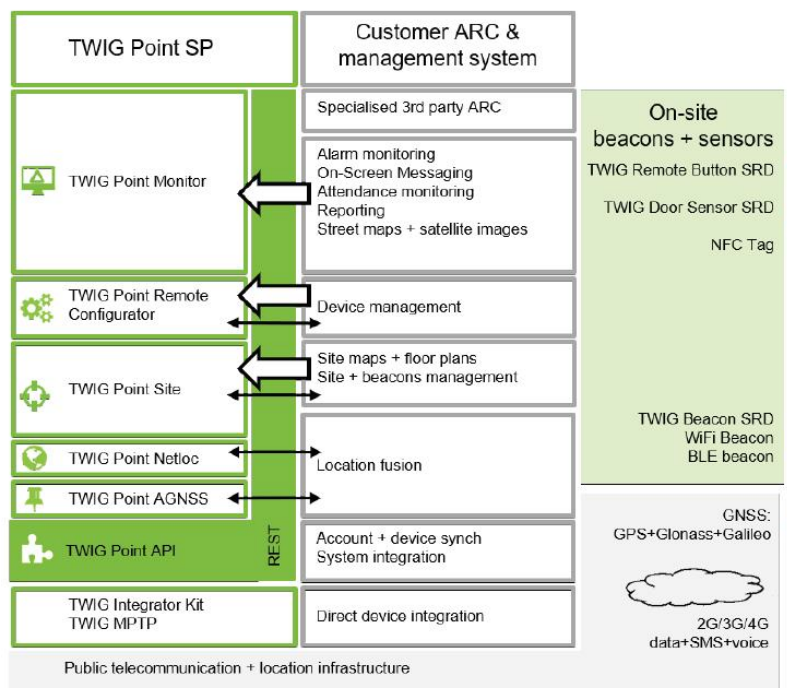 TWIG Point SP
Customer ARC &
management system
Specialised 3rd party ARC
TWIG Point Monitor
Alarm monitoring
On-Screen Messaging
Attendance monitoring
Reporting
Street maps + satellite images
TWIG Point Remote
Configurator
Device management
TWIG Point Site
Site maps + floor plans
Site + beacons management
TWIG Point Netloc
TWIG Point AGNSS
Location fusion
TWIG Point API
REST
Account + device synch
System integration
TWIG Integrator Kit
TWIG MPTP
Direct device integration
On-site
beacons + sensors
TWIG Remote Button SRD
TWIG Door Sensor SRD
NFC Tag
TWIG Beacon SRD
WiFi Beacon
BLE beacon
GNSS:
GPS+Glonass+Galileo
2G/3G/4G
data+SMS+voice
Public telecommunication + location infrastructure